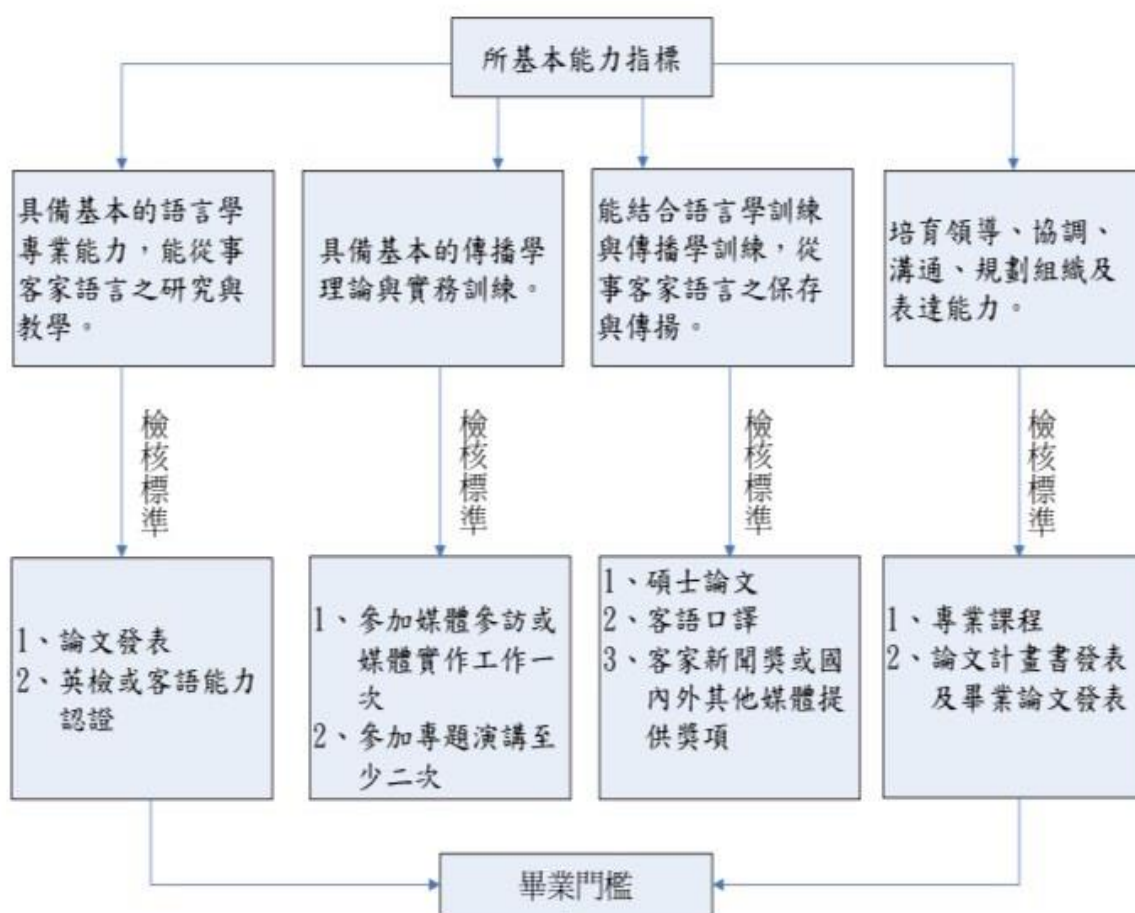 所基本能力指標
具備基本的語言學
專業能力，能從事
客家語言之研究與
教學。
具備基本的傳播學
理論與實務訓練。
能結合語言學訓練
與傳播學訓練，從
事客家語言之保存
與傳揚。
培育領導、協調、
溝通、規劃組織及
表達能力。
檢核標準
檢核標準
檢核標準
檢核標準
1、論文發表
2、英檢或客語能力
認證
1、參加媒體參訪或
媒體實作工作一
次
2、參加專題演講至
少二次
1、碩士論文
2、客語口譯
3、客家新聞獎或國
內外其他媒體提
供獎項
1、專業課程
2、論文計畫書發表
及畢業論文發表
畢業門檻